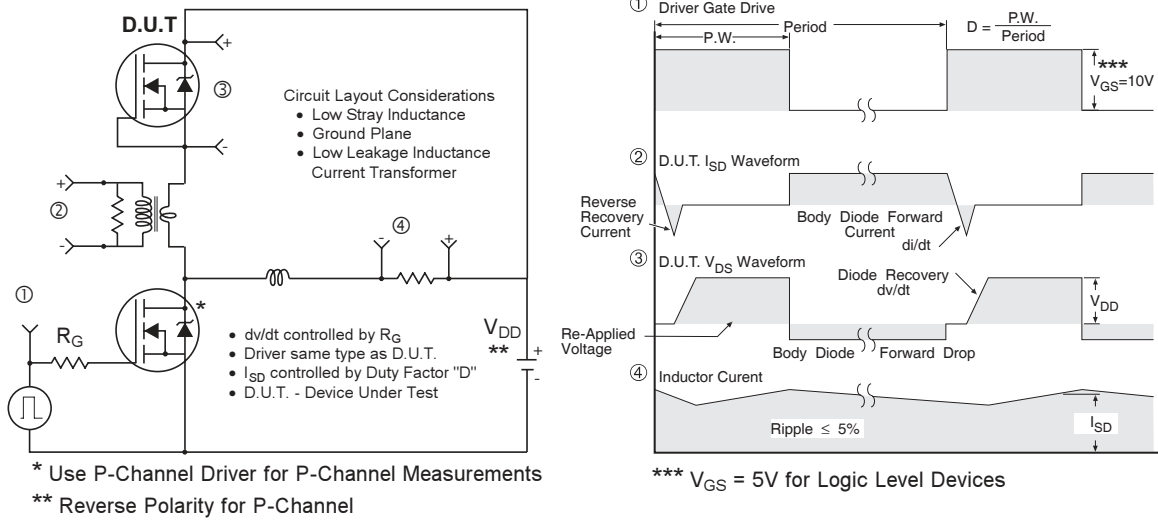 D.U.T
+
③
-
Circuit Layout Considerations
• Low Stray Inductance
• Ground Plane
• Low Leakage Inductance
Current Transformer
+
②
-
④
- +
①
R_G
*
• dv/dt controlled by R_G
• Driver same type as D.U.T.
• I_SD controlled by Duty Factor "D"
• D.U.T. - Device Under Test
V_DD
**
+
-
* Use P-Channel Driver for P-Channel Measurements
** Reverse Polarity for P-Channel
① Driver Gate Drive
Period
P.W.
D = P.W. / Period
***
V_GS=10V
② D.U.T. I_SD Waveform
Reverse
Recovery
Current
Body Diode Forward
Current
di/dt
③ D.U.T. V_DS Waveform
Diode Recovery
dv/dt
V_DD
Re-Applied
Voltage
Body Diode Forward Drop
④ Inductor Curent
Ripple ≤ 5%
I_SD
*** V_GS = 5V for Logic Level Devices